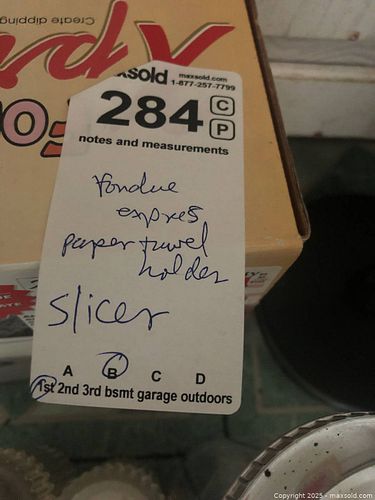 Create dipping
maxsold
maxsold.com
1-877-257-7799
284
C
P
notes and measurements
Fondue
expres
paper towel
holder
slicer
A B C D
1st 2nd 3rd bsmt garage outdoors
Copyright 2025 - maxsold.com